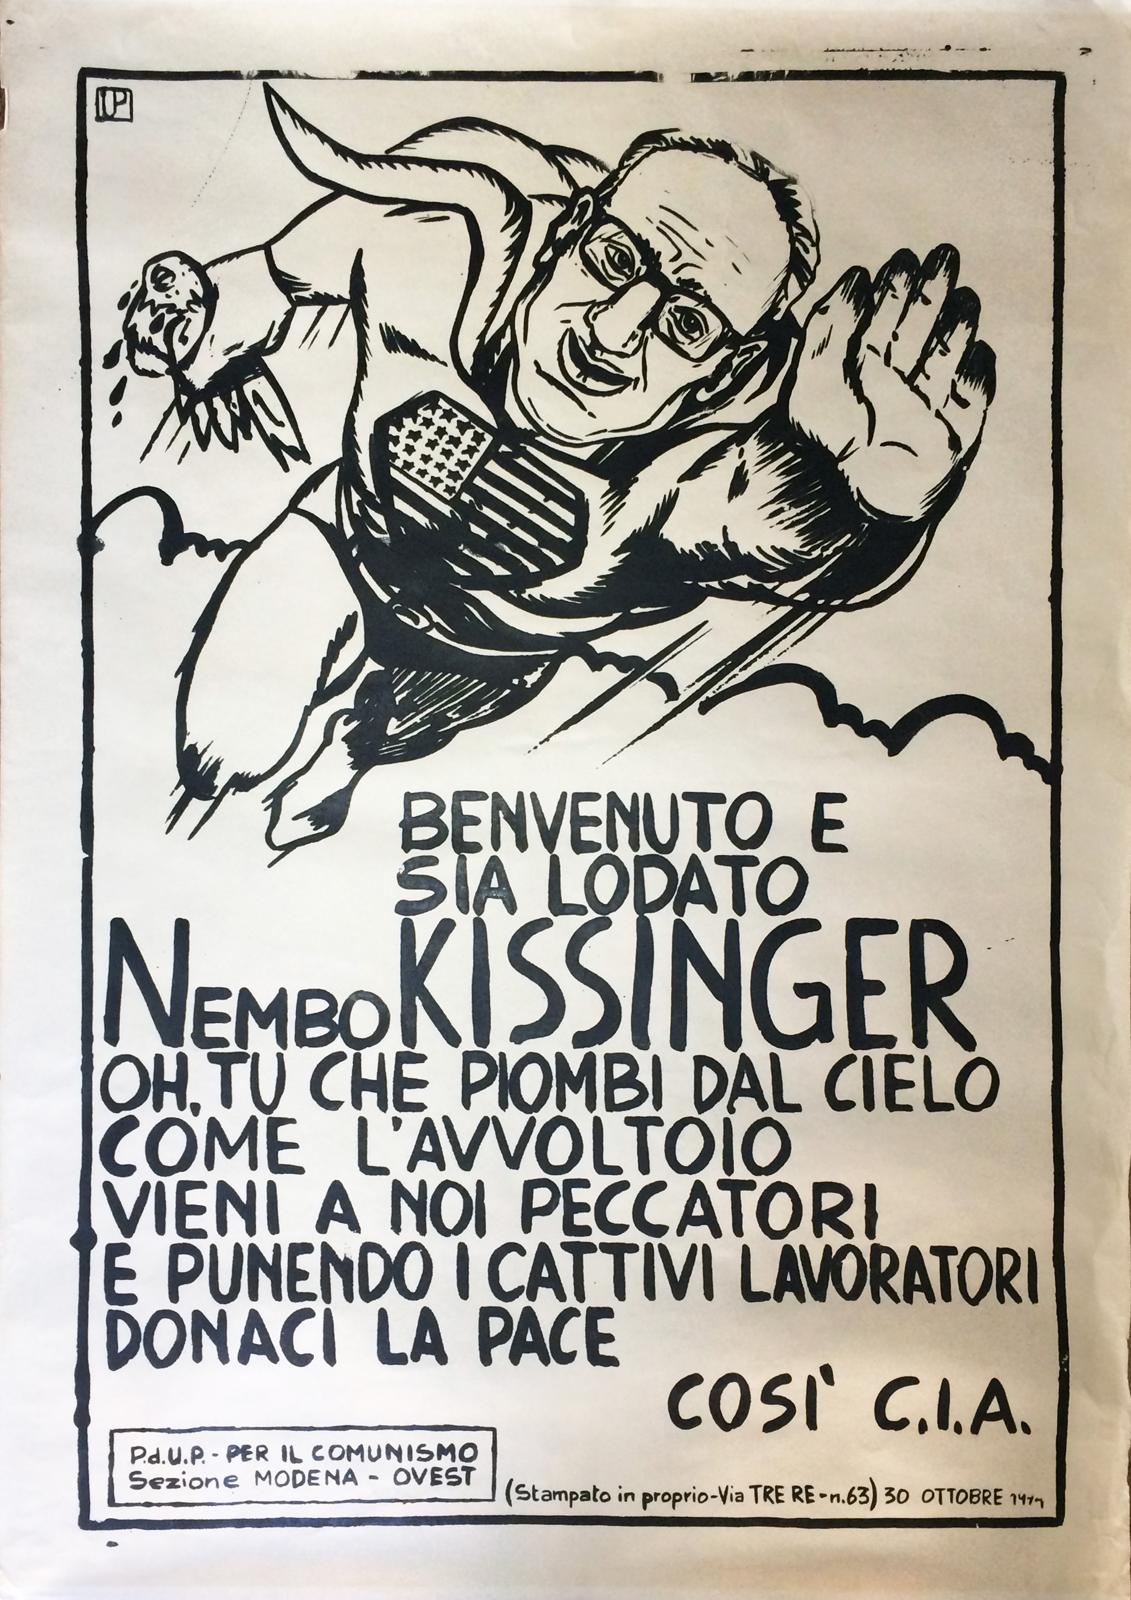 BENVENUTO E
SIA LODATO
NEMBO KISSINGER
OH, TU CHE PIOMBI DAL CIELO
COME L'AVVOLTOIO
VIENI A NOI PECCATORI
E PUNENDO I CATTIVI LAVORATORI
DONACI LA PACE
COSI' C.I.A.
P.d.U.P. - PER IL COMUNISMO
Sezione MODENA - OVEST
(Stampato in proprio - Via TRE RE - n.63) 30 OTTOBRE